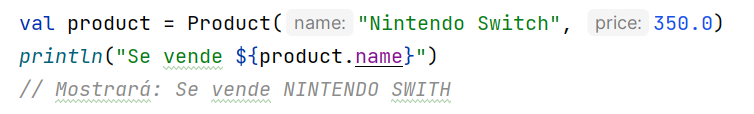 val product = Product( name: "Nintendo Switch", price: 350.0)
println("Se vende ${product.name}")
// Mostrará: Se vende NINTENDO SWITH